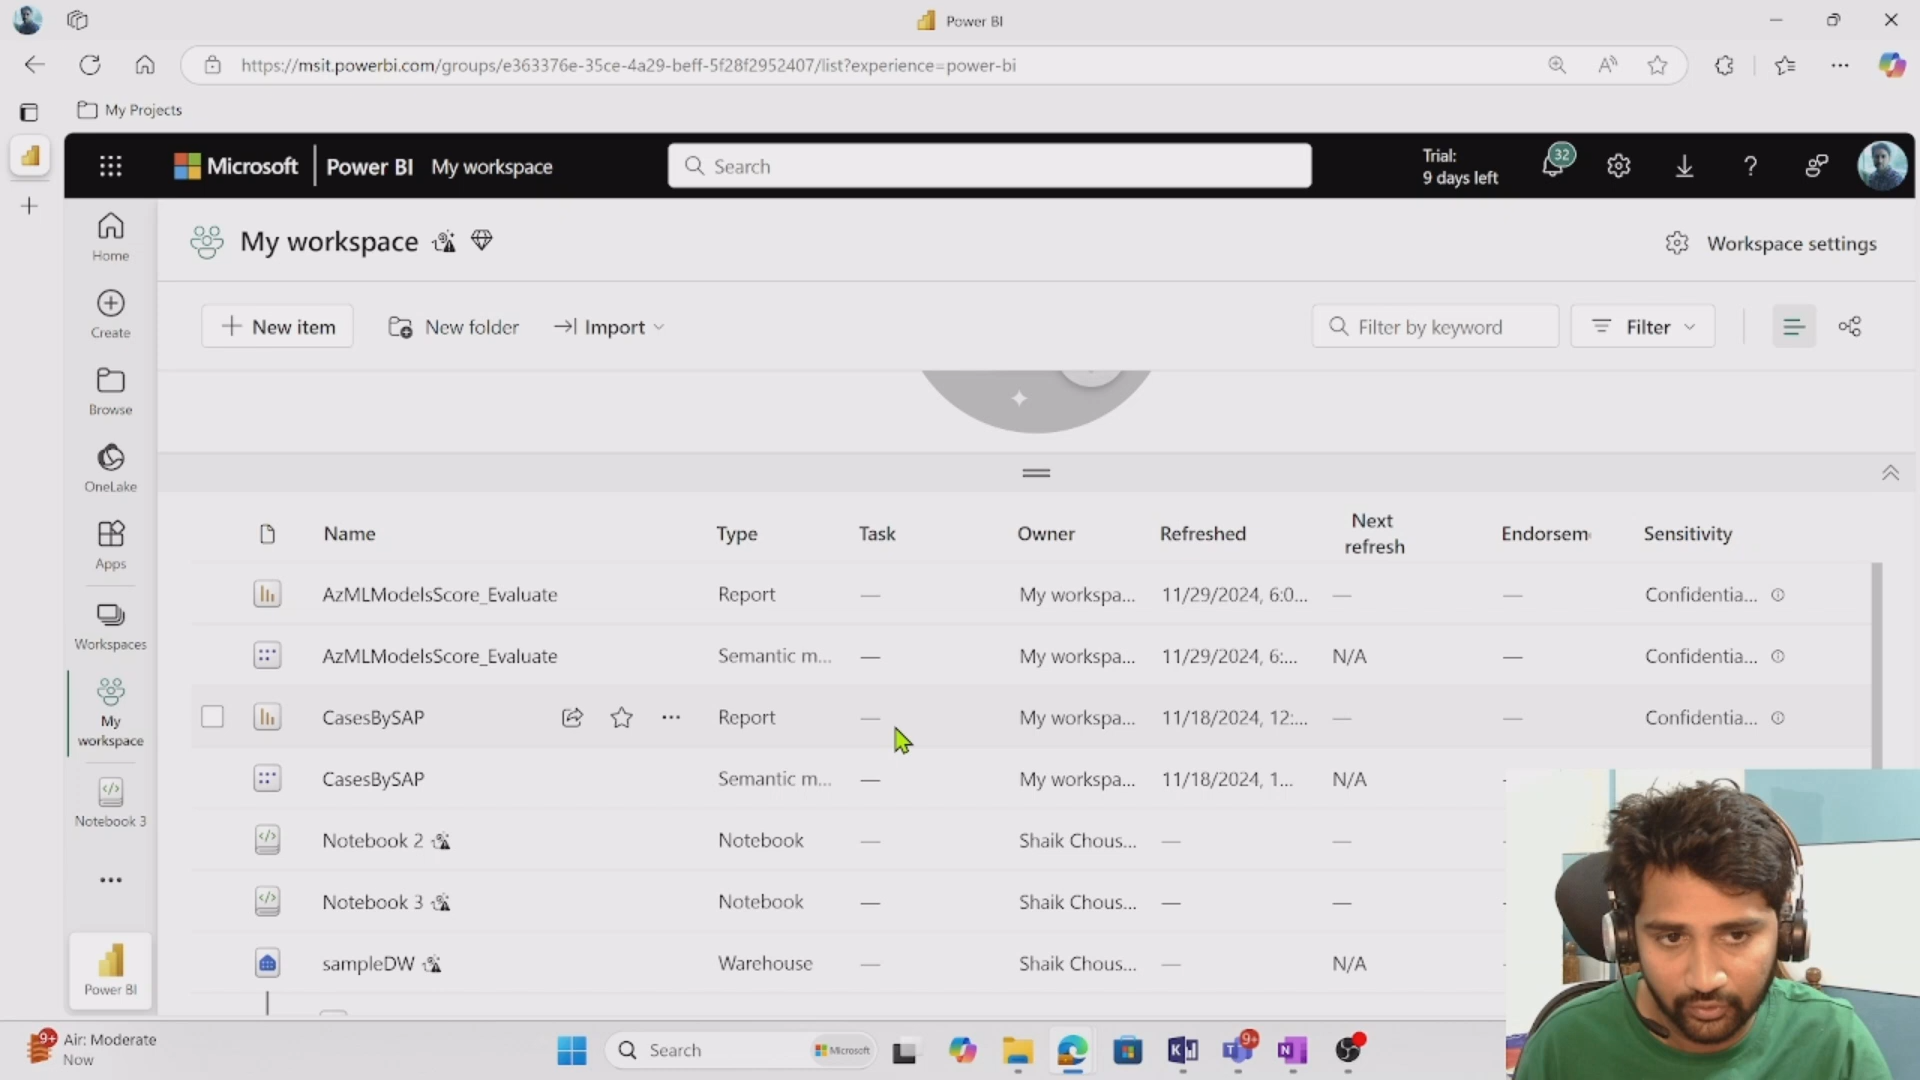 Power BI
https://msit.powerbi.com/groups/e363376e-35ce-4a29-beff-5f28f2952407/list?experience=power-bi
My Projects
Microsoft Power BI My workspace
Search
Trial:
9 days left
32
Home
Create
Browse
OneLake
Apps
Workspaces
My
workspace
Notebook 3
Power BI
My workspace
Workspace settings
New item
New folder
Import
Filter by keyword
Filter
Name Type Task Owner Refreshed Next refresh Endorsem Sensitivity
AzMLModelsScore_Evaluate Report — My workspa... 11/29/2024, 6:0... — — Confidentia...
AzMLModelsScore_Evaluate Semantic m... — My workspa... 11/29/2024, 6:... N/A — Confidentia...
CasesBySAP Report — My workspa... 11/18/2024, 12:... — — Confidentia...
CasesBySAP Semantic m... — My workspa... 11/18/2024, 1... N/A
Notebook 2 Notebook — Shaik Chous... — —
Notebook 3 Notebook — Shaik Chous... — —
sampleDW Warehouse — Shaik Chous... — N/A
9+
Air: Moderate
Now
Search
Microsoft
9+